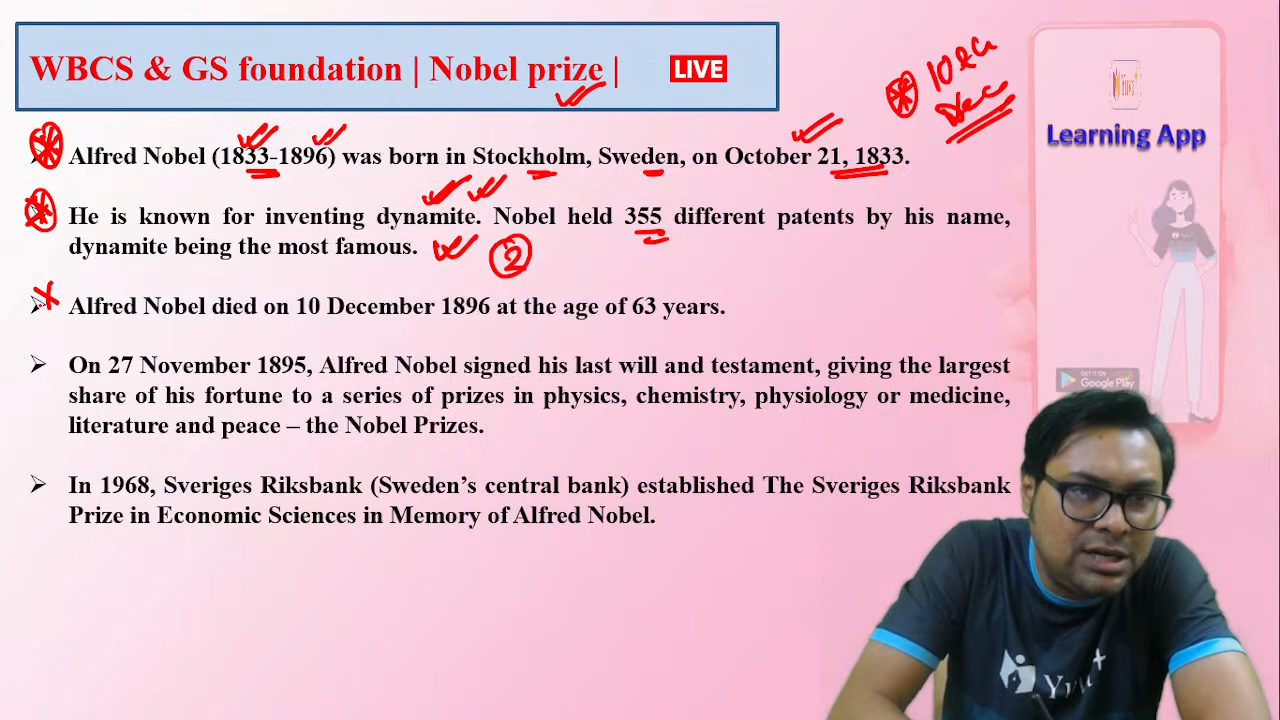 WBCS & GS foundation | Nobel prize |
LIVE
10
Dec
Learning App
GET IT ON
Google Play
Alfred Nobel (1833-1896) was born in Stockholm, Sweden, on October 21, 1833.
He is known for inventing dynamite. Nobel held 355 different patents by his name,
dynamite being the most famous.
2
Alfred Nobel died on 10 December 1896 at the age of 63 years.
On 27 November 1895, Alfred Nobel signed his last will and testament, giving the largest
share of his fortune to a series of prizes in physics, chemistry, physiology or medicine,
literature and peace – the Nobel Prizes.
In 1968, Sveriges Riksbank (Sweden’s central bank) established The Sveriges Riksbank
Prize in Economic Sciences in Memory of Alfred Nobel.